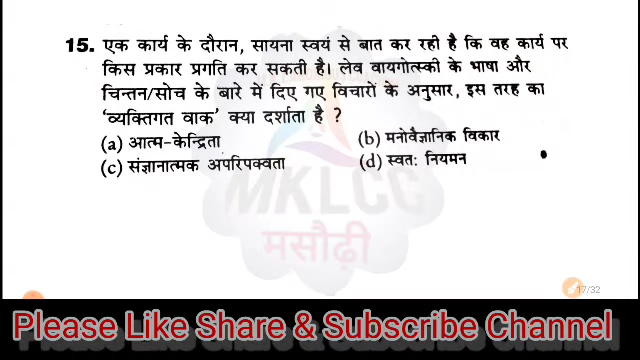 15. एक कार्य के दौरान, सायना स्वयं से बात कर रही है कि वह कार्य पर
किस प्रकार प्रगति कर सकती है। लेव वायगोत्स्की के भाषा और
चिन्तन/सोच के बारे में दिए गए विचारों के अनुसार, इस तरह का
'व्यक्तिगत वाक' क्या दर्शाता है ?
(a) आत्म-केन्द्रिता (b) मनोवैज्ञानिक विकार
(c) संज्ञानात्मक अपरिपक्वता (d) स्वतः नियमन
MKLCC
मसौढ़ी
17/32
Please Like Share & Subscribe Channel